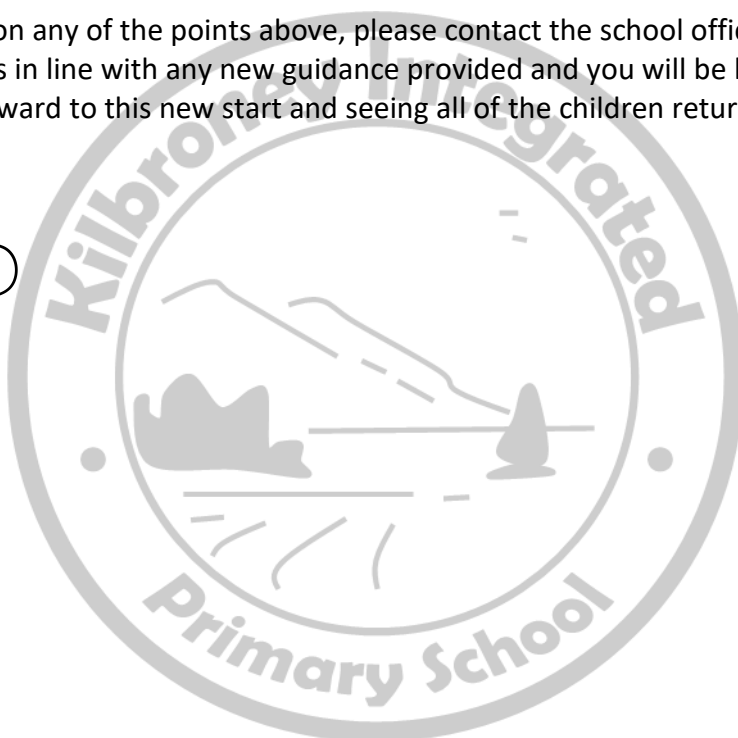 on any of the points above, please contact the school offic
s in line with any new guidance provided and you will be
ward to this new start and seeing all of the children retur
Kilbroney Integrated
Primary School